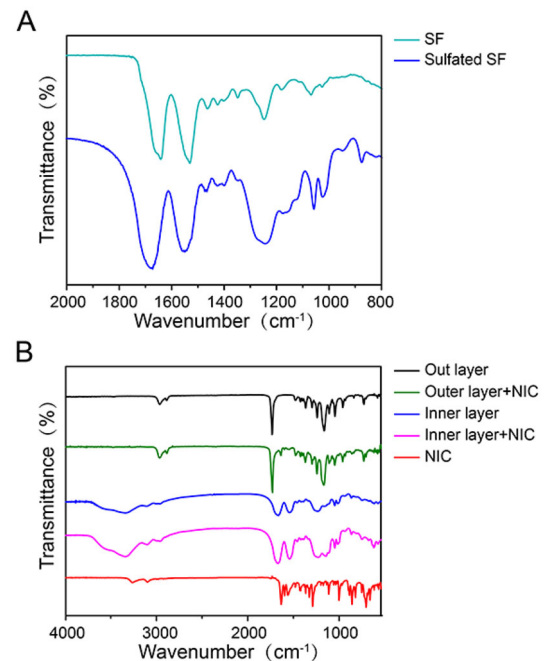 A
SF
Sulfated SF
Transmittance (%)
2000 1800 1600 1400 1200 1000 800
Wavenumber (cm-1)
B
Out layer
Outer layer+NIC
Inner layer
Inner layer+NIC
NIC
Transmittance (%)
4000 3000 2000 1000
Wavenumber (cm-1)